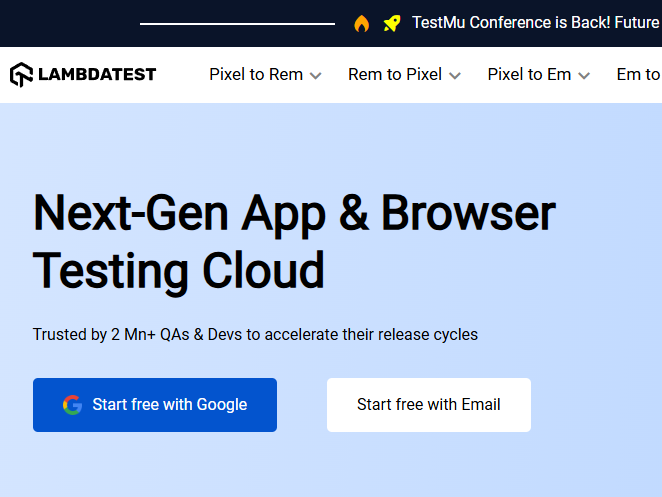 TestMu Conference is Back! Future
LAMBDATEST
Pixel to Rem
Rem to Pixel
Pixel to Em
Em to
Next-Gen App & Browser
Testing Cloud
Trusted by 2 Mn+ QAs & Devs to accelerate their release cycles
Start free with Google
Start free with Email